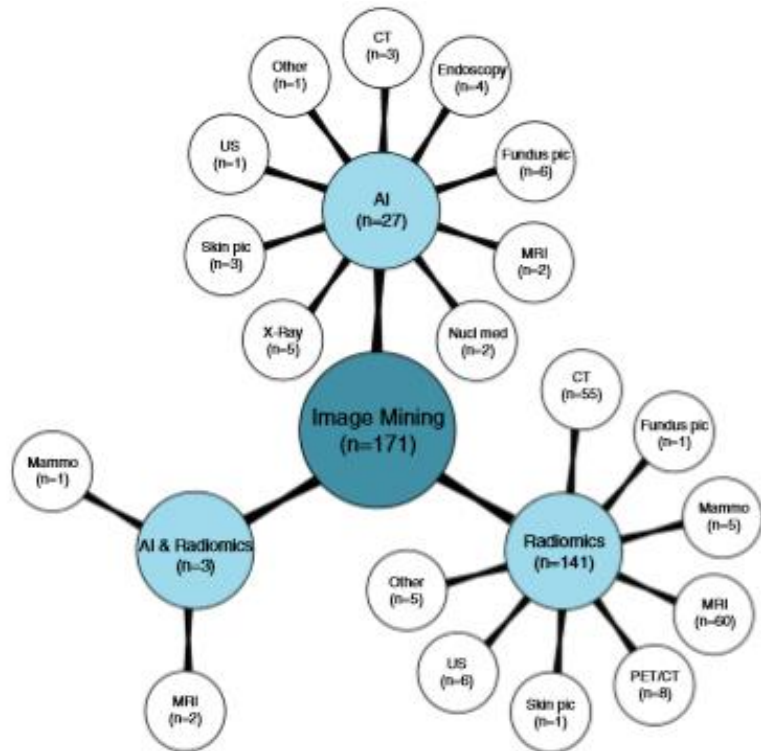 CT
(n=3)
Other
(n=1)
Endoscopy
(n=4)
US
(n=1)
Fundus pic
(n=6)
AI
(n=27)
Skin pic
(n=3)
MRI
(n=2)
X-Ray
(n=5)
Nucl med
(n=2)
Image Mining
(n=171)
CT
(n=55)
Fundus pic
(n=1)
Mammo
(n=1)
Mammo
(n=5)
AI & Radiomics
(n=3)
Radiomics
(n=141)
Other
(n=5)
MRI
(n=60)
US
(n=6)
PET/CT
(n=8)
MRI
(n=2)
Skin pic
(n=1)